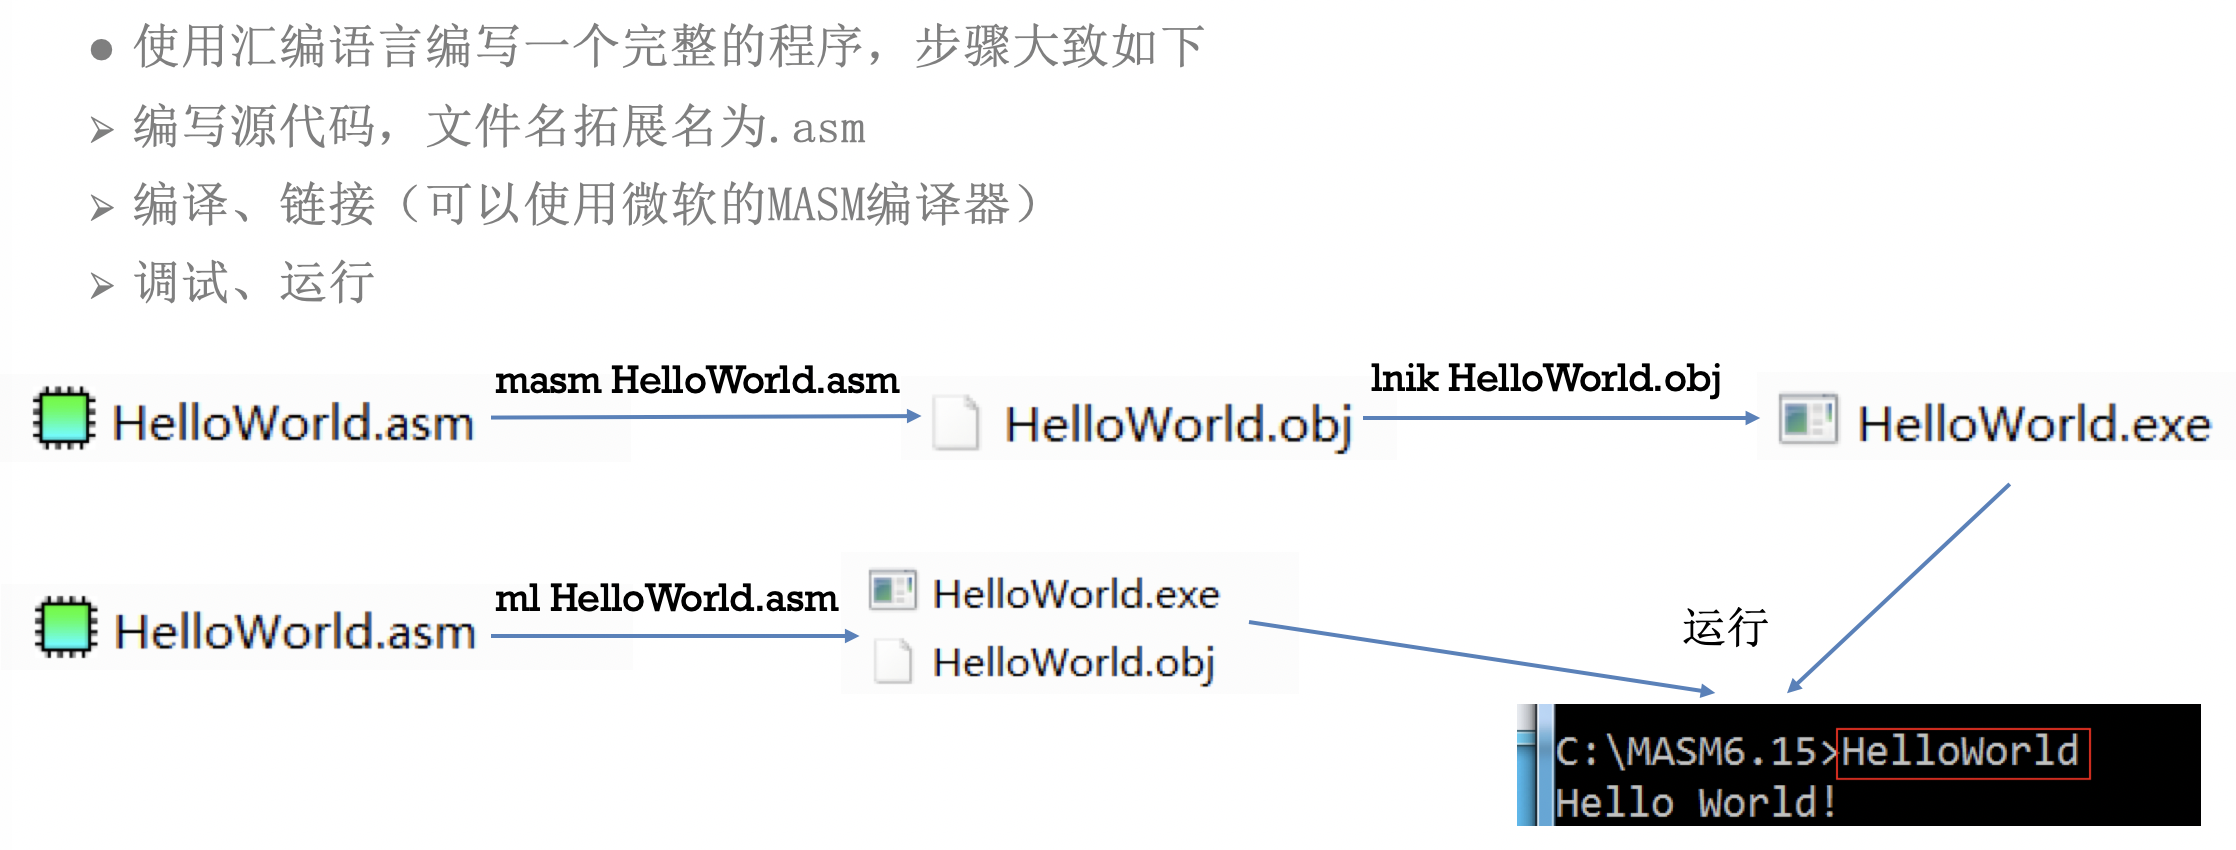 使用汇编语言编写一个完整的程序，步骤大致如下
编写源代码，文件名拓展名为.asm
编译、链接（可以使用微软的MASM编译器）
调试、运行
masm HelloWorld.asm
lnik HelloWorld.obj
HelloWorld.asm
HelloWorld.obj
HelloWorld.exe
ml HelloWorld.asm
HelloWorld.exe
HelloWorld.asm
HelloWorld.obj
运行
C:\MASM6.15>HelloWorld
Hello World!